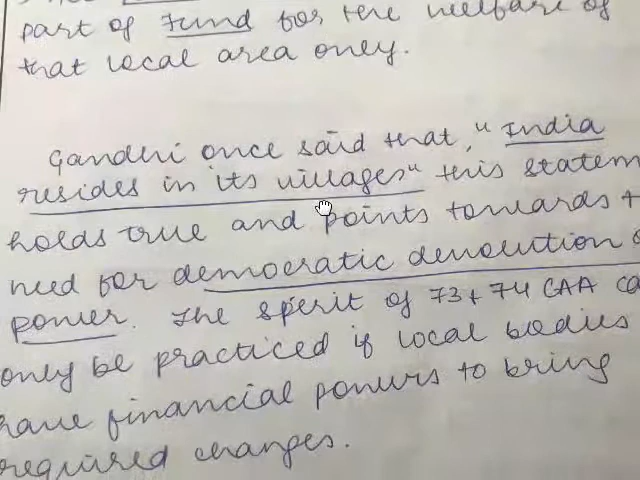 part of Fund for the welfare of
that local area only.
Gandhi once said that, "India
resides in its villages" this statem
holds true and points towards t
need for democratic devolution o
power. The spirit of 73+74 CAA ca
only be practiced if local bodies
have financial powers to bring
required changes.